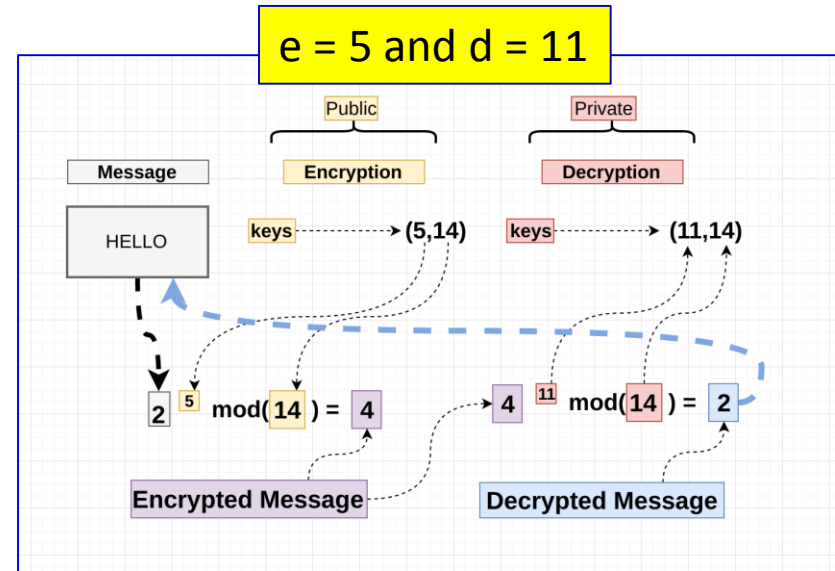 e = 5 and d = 11
Public
Private
Message
Encryption
Decryption
HELLO
keys
(5,14)
keys
(11,14)
2 5 mod( 14 ) = 4
4 11 mod( 14 ) = 2
Encrypted Message
Decrypted Message